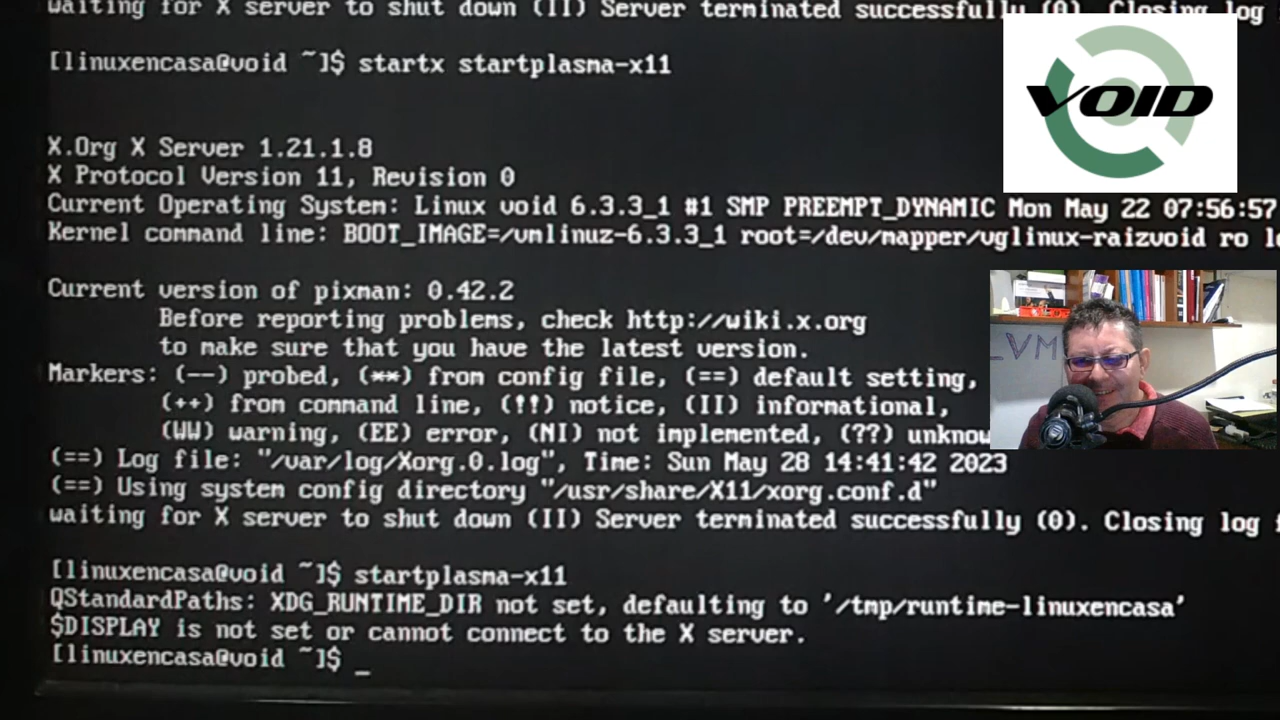 waiting for X server to shut down (II) Server terminated successfully (0). Closing log
[linuxencasa@void ~]$ startx startplasma-x11
X.Org X Server 1.21.1.8
X Protocol Version 11, Revision 0
Current Operating System: Linux void 6.3.3_1 #1 SMP PREEMPT_DYNAMIC Mon May 22 07:56:57
Kernel command line: BOOT_IMAGE=/vmlinuz-6.3.3_1 root=/dev/mapper/vglinux-raizvoid ro
Current version of pixman: 0.42.2
Before reporting problems, check http://wiki.x.org
to make sure that you have the latest version.
Markers: (--) probed, (**) from config file, (==) default setting,
(++) from command line, (!!) notice, (II) informational,
(WW) warning, (EE) error, (NI) not implemented, (??) unknow
(==) Log file: "/var/log/Xorg.0.log", Time: Sun May 28 14:41:42 2023
(==) Using system config directory "/usr/share/X11/xorg.conf.d"
waiting for X server to shut down (II) Server terminated successfully (0). Closing log
[linuxencasa@void ~]$ startplasma-x11
QStandardPaths: XDG_RUNTIME_DIR not set, defaulting to '/tmp/runtime-linuxencasa'
$DISPLAY is not set or cannot connect to the X server.
[linuxencasa@void ~]$ _
VOID
LVM